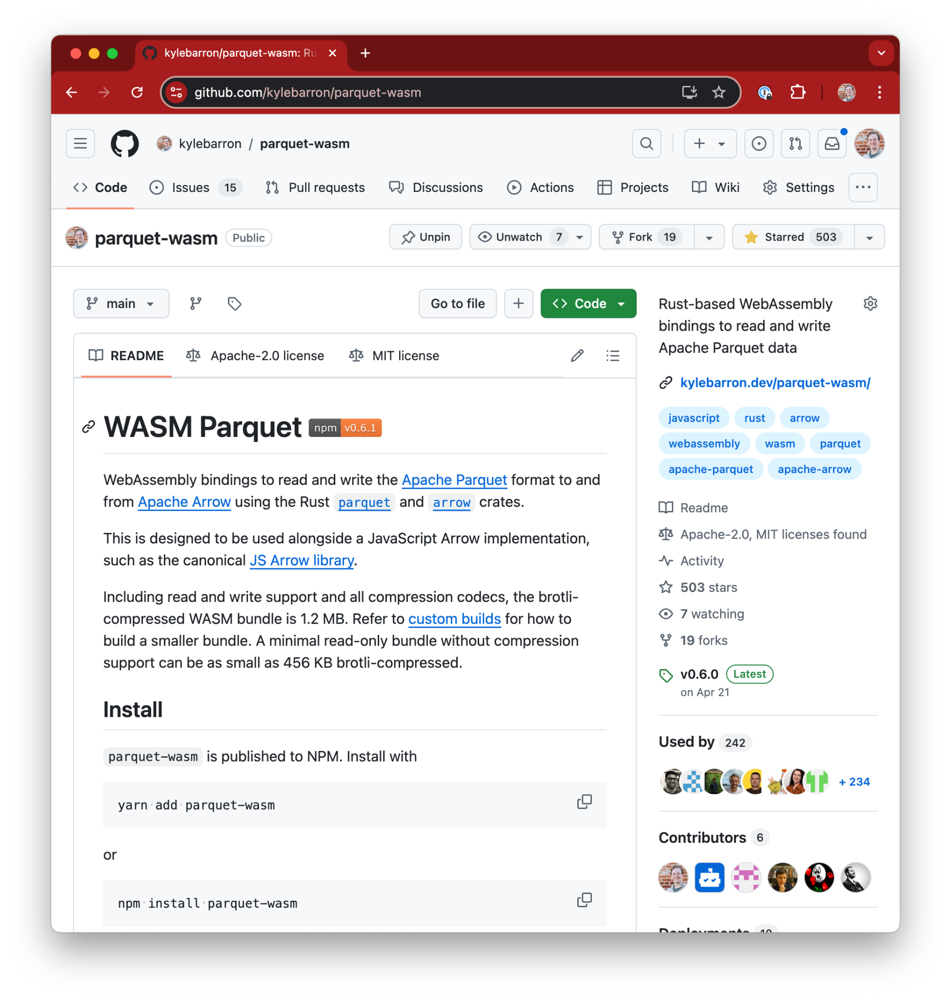 kylebarron/parquet-wasm: Ru
github.com/kylebarron/parquet-wasm
kylebarron / parquet-wasm
Code Issues 15 Pull requests Discussions Actions Projects Wiki Settings
parquet-wasm Public Unpin Unwatch 7 Fork 19 Starred 503
main Go to file + Code
README Apache-2.0 license MIT license
WASM Parquet npm v0.6.1
WebAssembly bindings to read and write the Apache Parquet format to and
from Apache Arrow using the Rust parquet and arrow crates.
This is designed to be used alongside a JavaScript Arrow implementation,
such as the canonical JS Arrow library.
Including read and write support and all compression codecs, the brotli-
compressed WASM bundle is 1.2 MB. Refer to custom builds for how to
build a smaller bundle. A minimal read-only bundle without compression
support can be as small as 456 KB brotli-compressed.
Install
parquet-wasm is published to NPM. Install with
yarn add parquet-wasm
or
npm install parquet-wasm
Rust-based WebAssembly
bindings to read and write
Apache Parquet data
kylebarron.dev/parquet-wasm/
javascript rust arrow
webassembly wasm parquet
apache-parquet apache-arrow
Readme
Apache-2.0, MIT licenses found
Activity
503 stars
7 watching
19 forks
v0.6.0 Latest
on Apr 21
Used by 242
+ 234
Contributors 6
Deployments 10